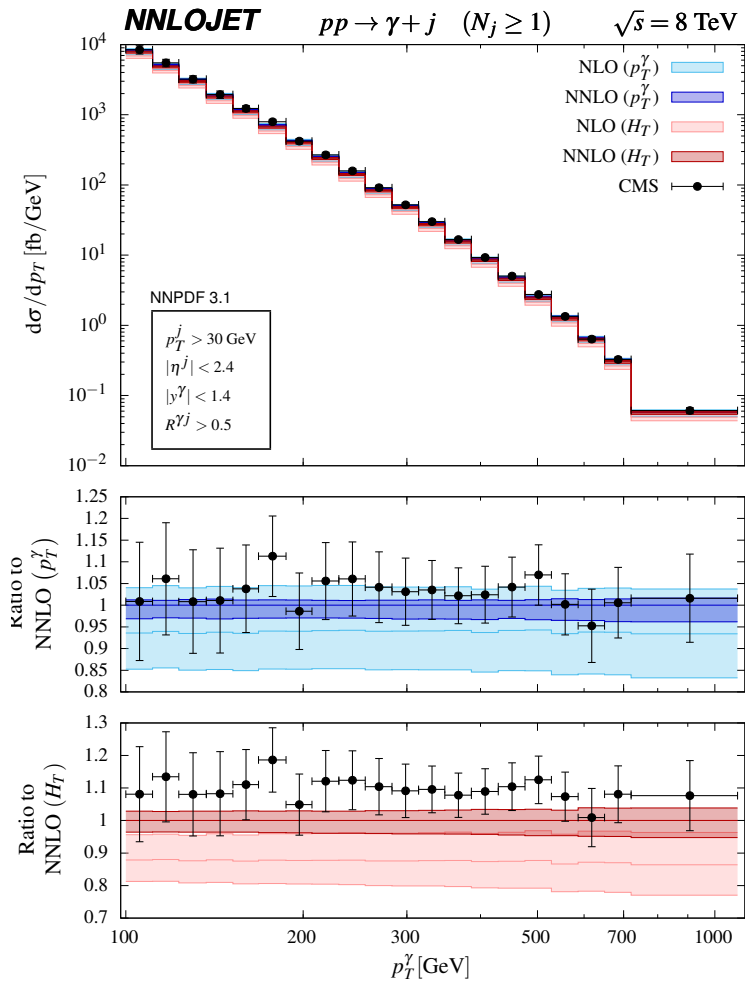 NNLOJET pp → γ + j (N_j ≥ 1) √s = 8 TeV
10^4
10^3
10^2
10^1
10^0
10^−1
10^−2
dσ/dp_T [fb/GeV]
NLO (p_T^γ)
NNLO (p_T^γ)
NLO (H_T)
NNLO (H_T)
CMS
NNPDF 3.1
p_T^j > 30 GeV
|η^j| < 2.4
|y^γ| < 1.4
R^γj > 0.5
Ratio to
NNLO (p_T^γ)
1.25
1.2
1.15
1.1
1.05
1
0.95
0.9
0.85
0.8
Ratio to
NNLO (H_T)
1.3
1.2
1.1
1
0.9
0.8
0.7
100 200 300 500 700 1000
p_T^γ [GeV]